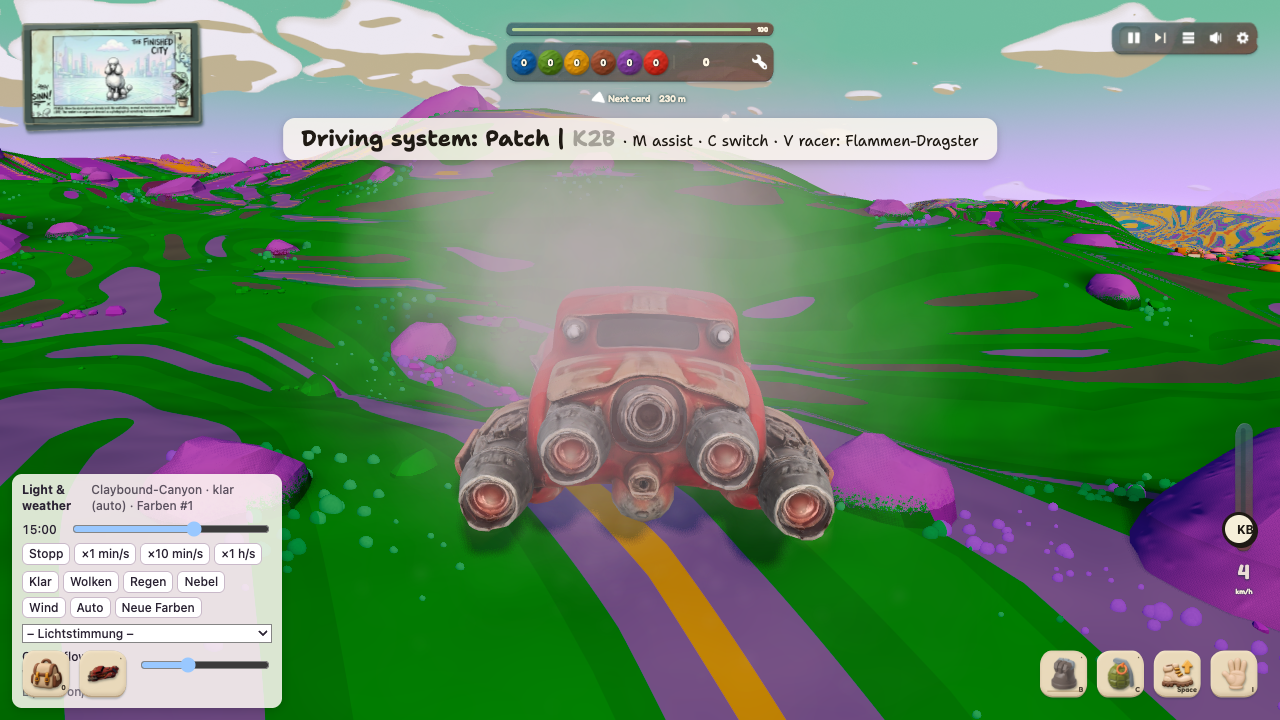 THE FINISHED
CITY
SINN!
100
0 0 0 0 0 0 0
Next card 230 m
Driving system: Patch | K2B · M assist · C switch · V racer: Flammen-Dragster
Light & weather
Claybound-Canyon · klar (auto) · Farben #1
15:00
Stopp ×1 min/s ×10 min/s ×1 h/s
Klar Wolken Regen Nebel
Wind Auto Neue Farben
– Lichtstimmung –
0
KB
4
km/h
B C Space I